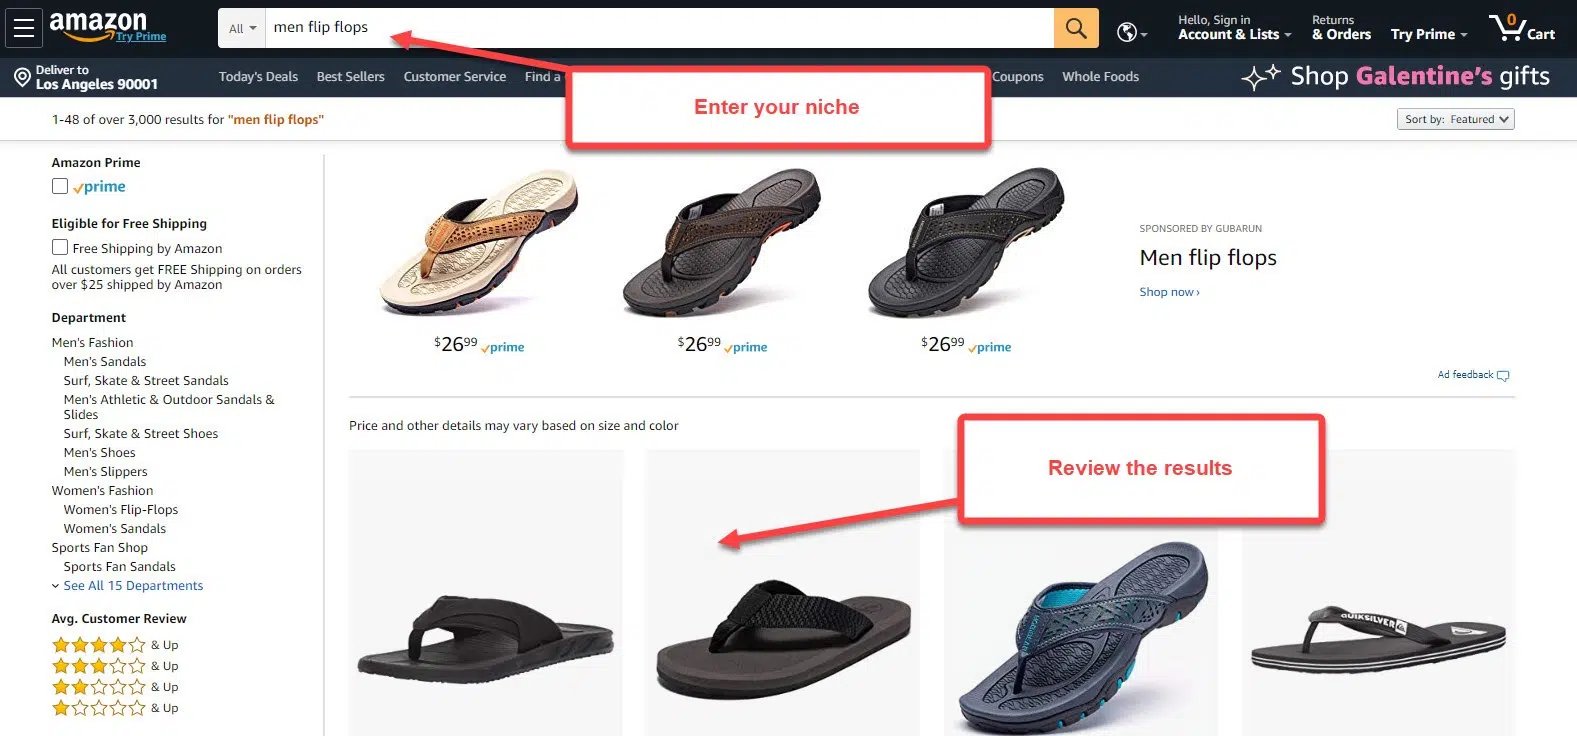 amazon
Try Prime
All
men flip flops
Hello, Sign in
Account & Lists
Returns
& Orders
Try Prime
0
Cart
Deliver to
Los Angeles 90001
Today's Deals
Best Sellers
Customer Service
Find a
Coupons
Whole Foods
Shop Galentine's gifts
Enter your niche
1-48 of over 3,000 results for "men flip flops"
Sort by: Featured
Amazon Prime
prime
Eligible for Free Shipping
Free Shipping by Amazon
All customers get FREE Shipping on orders
over $25 shipped by Amazon
Department
Men's Fashion
Men's Sandals
Surf, Skate & Street Sandals
Men's Athletic & Outdoor Sandals &
Slides
Surf, Skate & Street Shoes
Men's Shoes
Men's Slippers
Women's Fashion
Women's Flip-Flops
Women's Sandals
Sports Fan Shop
Sports Fan Sandals
See All 15 Departments
Avg. Customer Review
& Up
& Up
& Up
& Up
$26.99 prime
$26.99 prime
$26.99 prime
SPONSORED BY GUBARUN
Men flip flops
Shop now ›
Ad feedback
Price and other details may vary based on size and color
Review the results
QUIKSILVER